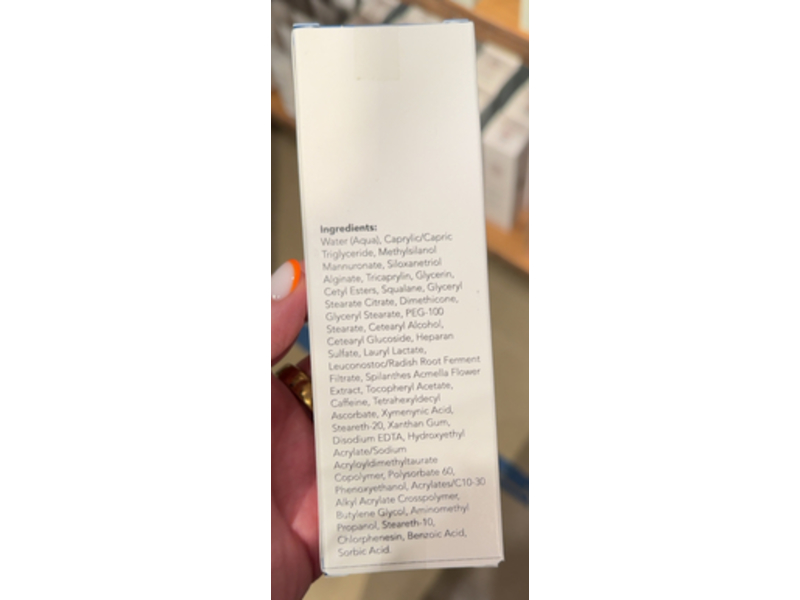 Ingredients:
Water (Aqua), Caprylic/Capric
Triglyceride, Methylsilanol
Mannuronate, Siloxanetriol
Alginate, Tricaprylin, Glycerin,
Cetyl Esters, Squalane, Glyceryl
Stearate Citrate, Dimethicone,
Glyceryl Stearate, PEG-100
Stearate, Cetearyl Alcohol,
Cetearyl Glucoside, Heparan
Sulfate, Lauryl Lactate,
Leuconostoc/Radish Root Ferment
Filtrate, Spilanthes Acmella Flower
Extract, Tocopheryl Acetate,
Caffeine, Tetrahexyldecyl
Ascorbate, Xymenynic Acid,
Steareth-20, Xanthan Gum,
Disodium EDTA, Hydroxyethyl
Acrylate/Sodium
Acryloyldimethyltaurate
Copolymer, Polysorbate 60,
Phenoxyethanol, Acrylates/C10-30
Alkyl Acrylate Crosspolymer,
Butylene Glycol, Aminomethyl
Propanol, Steareth-10,
Chlorphenesin, Benzoic Acid,
Sorbic Acid.